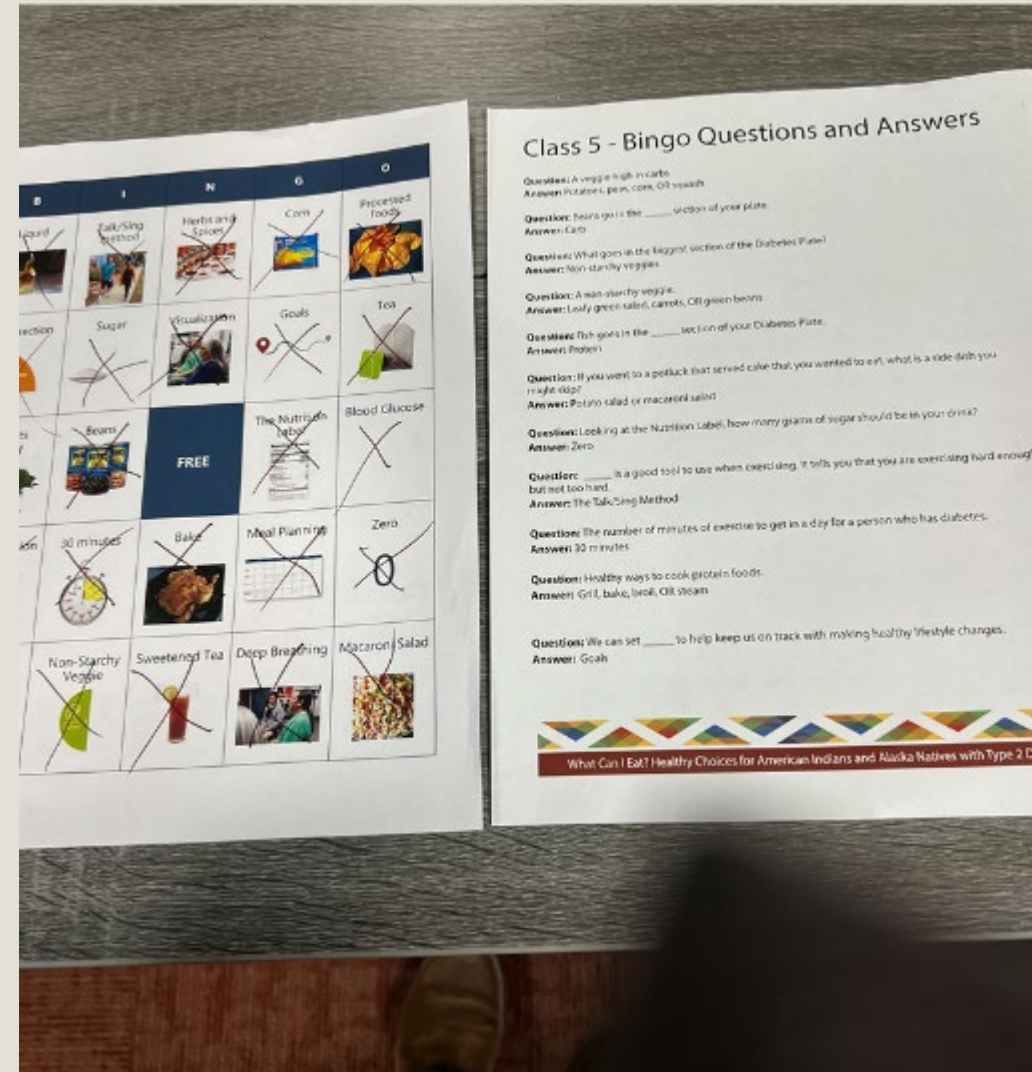 B I N G O
Liquid
Talk/Sing
Method
Herbs and
Spices
Corn
Processed
foods
Sugar
Visualization
Goals
Tea
Beans
FREE
The Nutrition
Label
Blood Glucose
30 minutes
Bake
Meal Planning
Zero
0
Non-Starchy
Veggie
Sweetened Tea
Deep Breathing
Macaroni Salad
Class 5 - Bingo Questions and Answers
Question: A veggie high in carbs
Answer: Potatoes, peas, corn, OR squash
Question: Beans go in the _____ section of your plate.
Answer: Carb
Question: What goes in the biggest section of the Diabetes Plate?
Answer: Non-starchy veggies
Question: A non-starchy veggie.
Answer: Leafy green salad, carrots, OR green beans
Question: Fish goes in the _____ section of your Diabetes Plate.
Answer: Protein
Question: If you went to a potluck that served cake that you wanted to eat, what is a side dish you
might skip?
Answer: Potato salad or macaroni salad
Question: Looking at the Nutrition Label, how many grams of sugar should be in your drink?
Answer: Zero
Question: _____ is a good tool to use when exercising. It tells you that you are exercising hard enough
but not too hard.
Answer: The Talk/Sing Method
Question: The number of minutes of exercise to get in a day for a person who has diabetes.
Answer: 30 minutes
Question: Healthy ways to cook protein foods.
Answer: Grill, bake, broil, OR steam
Question: We can set _____ to help keep us on track with making healthy lifestyle changes.
Answer: Goals
What Can I Eat? Healthy Choices for American Indians and Alaska Natives with Type 2